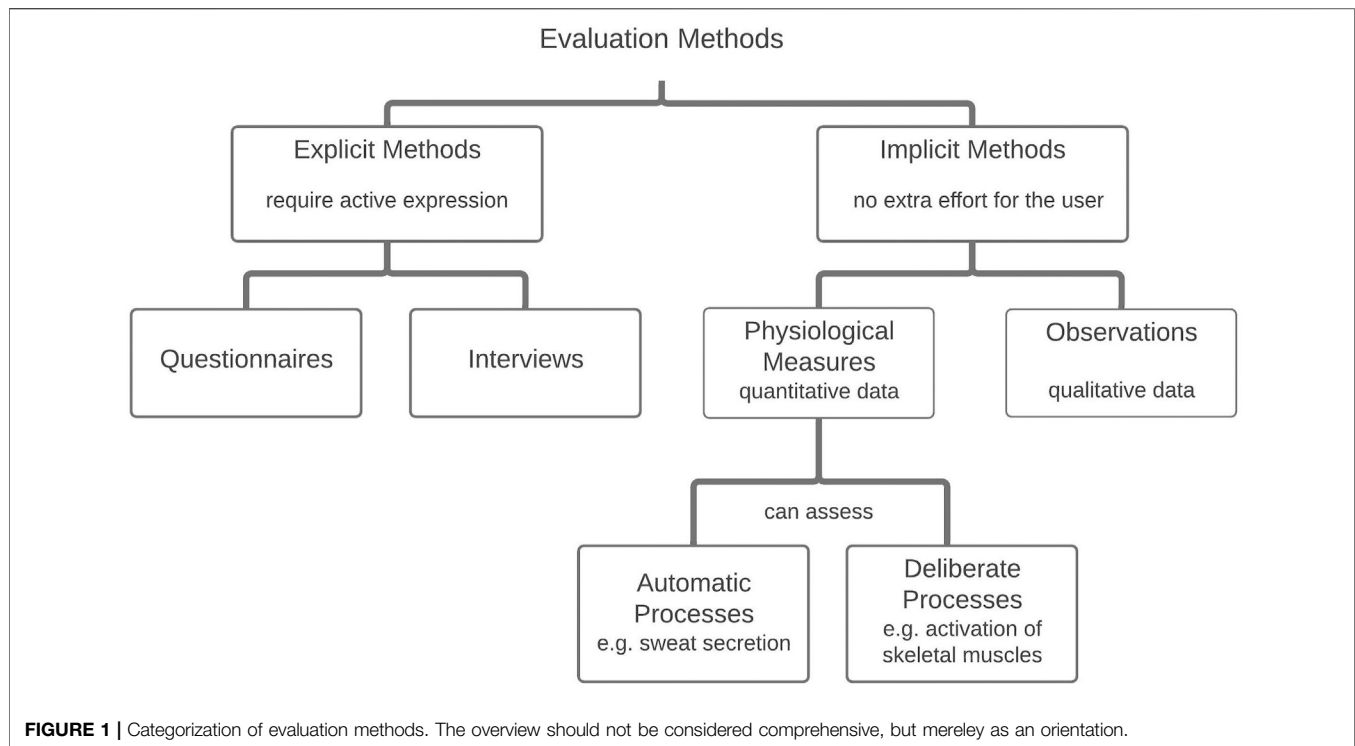 Evaluation Methods
Explicit Methods
require active expression
Implicit Methods
no extra effort for the user
Questionnaires
Interviews
Physiological
Measures
quantitative data
Observations
qualitative data
can assess
Automatic
Processes
e.g. sweat secretion
Deliberate
Processes
e.g. activation of
skeletal muscles
FIGURE 1 | Categorization of evaluation methods. The overview should not be considered comprehensive, but mereley as an orientation.